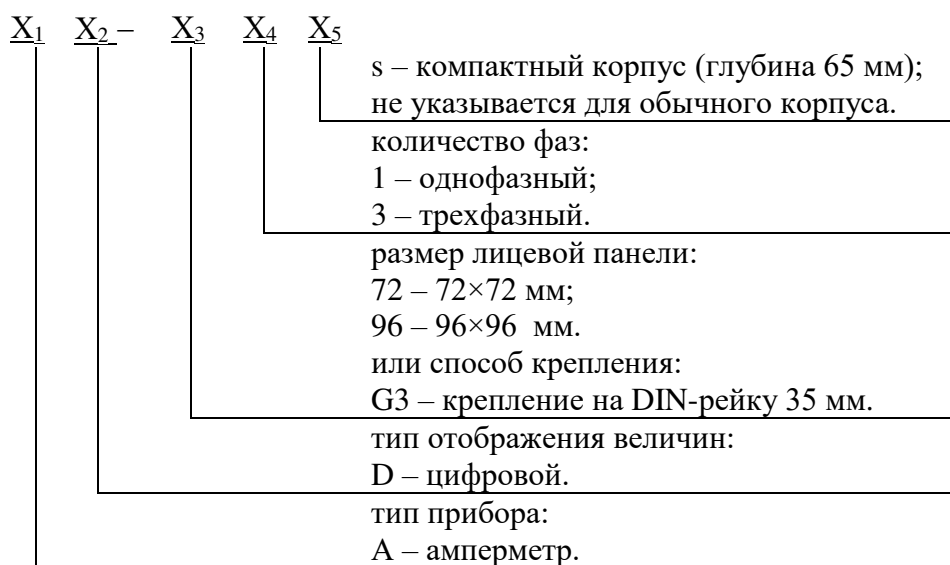 X1 X2 – X3 X4 X5
s – компактный корпус (глубина 65 мм);
не указывается для обычного корпуса.
количество фаз:
1 – однофазный;
3 – трехфазный.
размер лицевой панели:
72 – 72×72 мм;
96 – 96×96 мм.
или способ крепления:
G3 – крепление на DIN-рейку 35 мм.
тип отображения величин:
D – цифровой.
тип прибора:
А – амперметр.